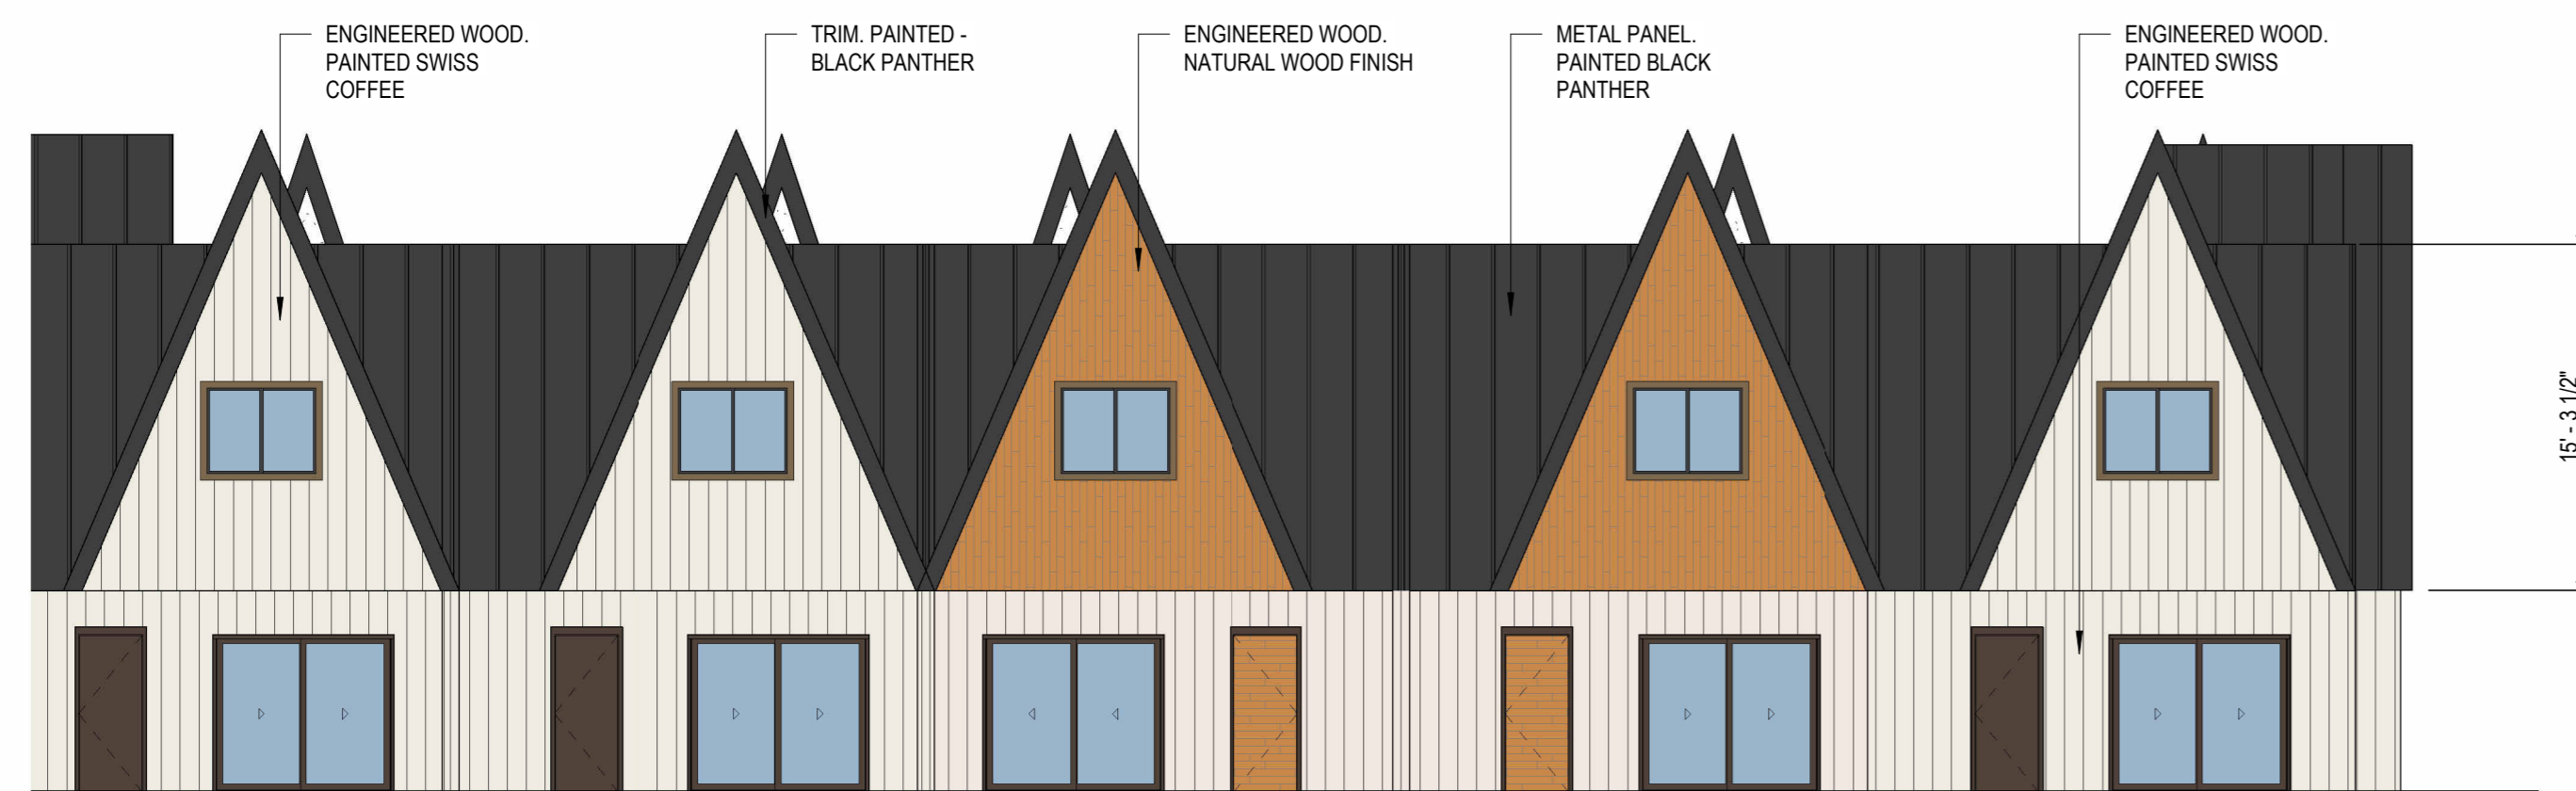 ENGINEERED WOOD.
PAINTED SWISS
COFFEE
TRIM. PAINTED -
BLACK PANTHER
ENGINEERED WOOD.
NATURAL WOOD FINISH
METAL PANEL.
PAINTED BLACK
PANTHER
ENGINEERED WOOD.
PAINTED SWISS
COFFEE
15' - 3 1/2"